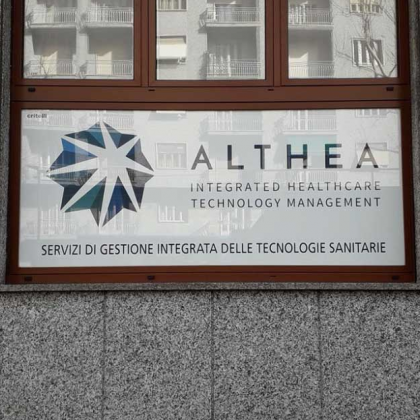 ALTHEA
INTEGRATED HEALTHCARE
TECHNOLOGY MANAGEMENT
SERVIZI DI GESTIONE INTEGRATA DELLE TECNOLOGIE SANITARIE